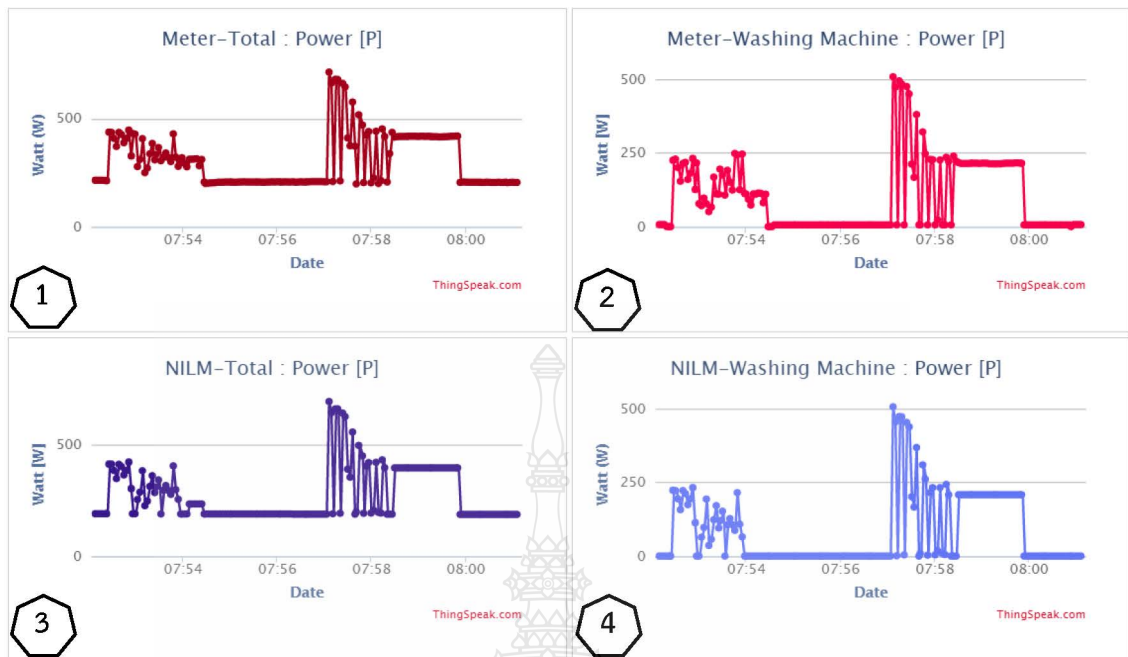 Meter-Total : Power [P]
Watt (W)
500
0
07:54
07:56
07:58
08:00
Date
ThingSpeak.com
1
Meter-Washing Machine : Power [P]
Watt [W]
500
250
0
07:54
07:56
07:58
08:00
Date
ThingSpeak.com
2
NILM-Total : Power [P]
Watt [W]
500
0
07:54
07:56
07:58
08:00
Date
ThingSpeak.com
3
NILM-Washing Machine : Power [P]
Watt (W)
500
250
0
07:54
07:56
07:58
08:00
Date
ThingSpeak.com
4